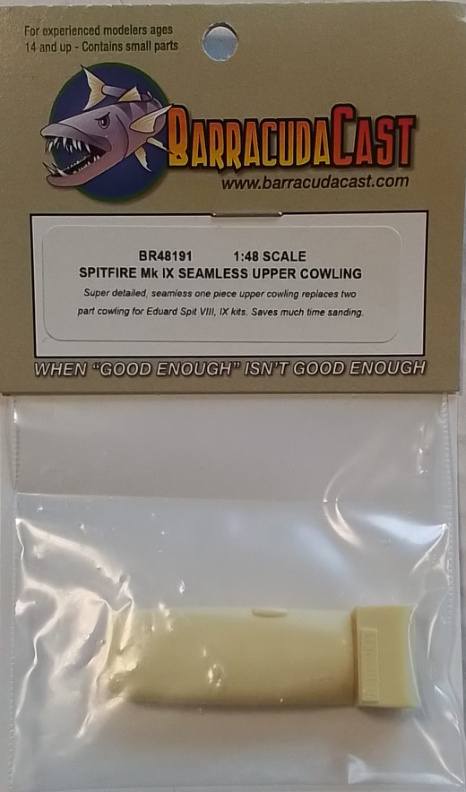 For experienced modelers ages
14 and up - Contains small parts
BARRACUDACAST
www.barracudacast.com
BR48191 1:48 SCALE
SPITFIRE Mk IX SEAMLESS UPPER COWLING
Super detailed, seamless one piece upper cowling replaces two
part cowling for Eduard Spit VIII, IX kits. Saves much time sanding.
WHEN "GOOD ENOUGH" ISN'T GOOD ENOUGH